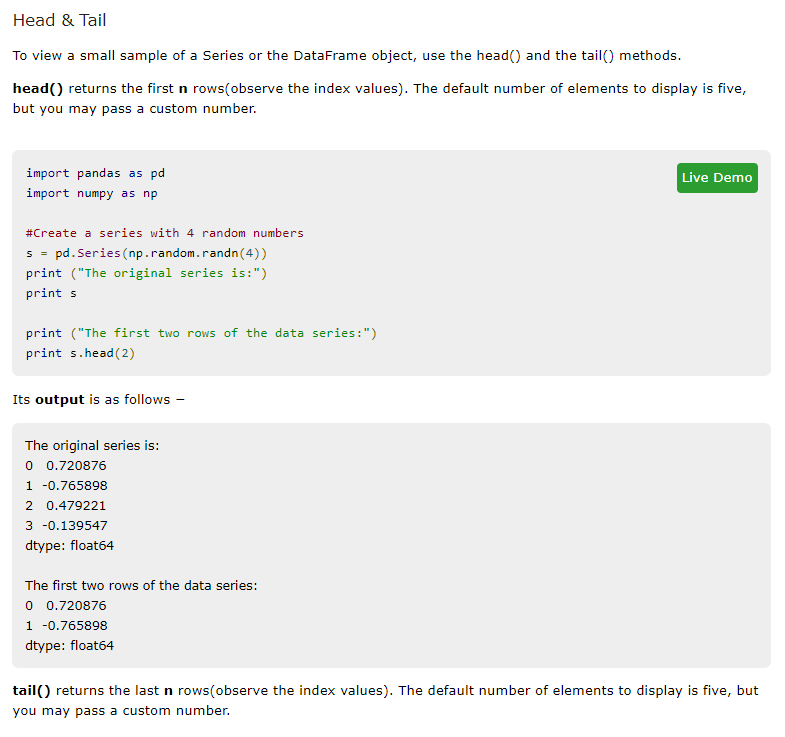 Head & Tail
To view a small sample of a Series or the DataFrame object, use the head() and the tail() methods.
head() returns the first n rows(observe the index values). The default number of elements to display is five,
but you may pass a custom number.
import pandas as pd
Live Demo
import numpy as np
#Create a series with 4 random numbers
s = pd.Series(np.random.randn(4))
print ("The original series is:")
print s
print ("The first two rows of the data series:")
print s.head(2)
Its output is as follows −
The original series is:
0 0.720876
1 -0.765898
2 0.479221
3 -0.139547
dtype: float64
The first two rows of the data series:
0 0.720876
1 -0.765898
dtype: float64
tail() returns the last n rows(observe the index values). The default number of elements to display is five, but
you may pass a custom number.